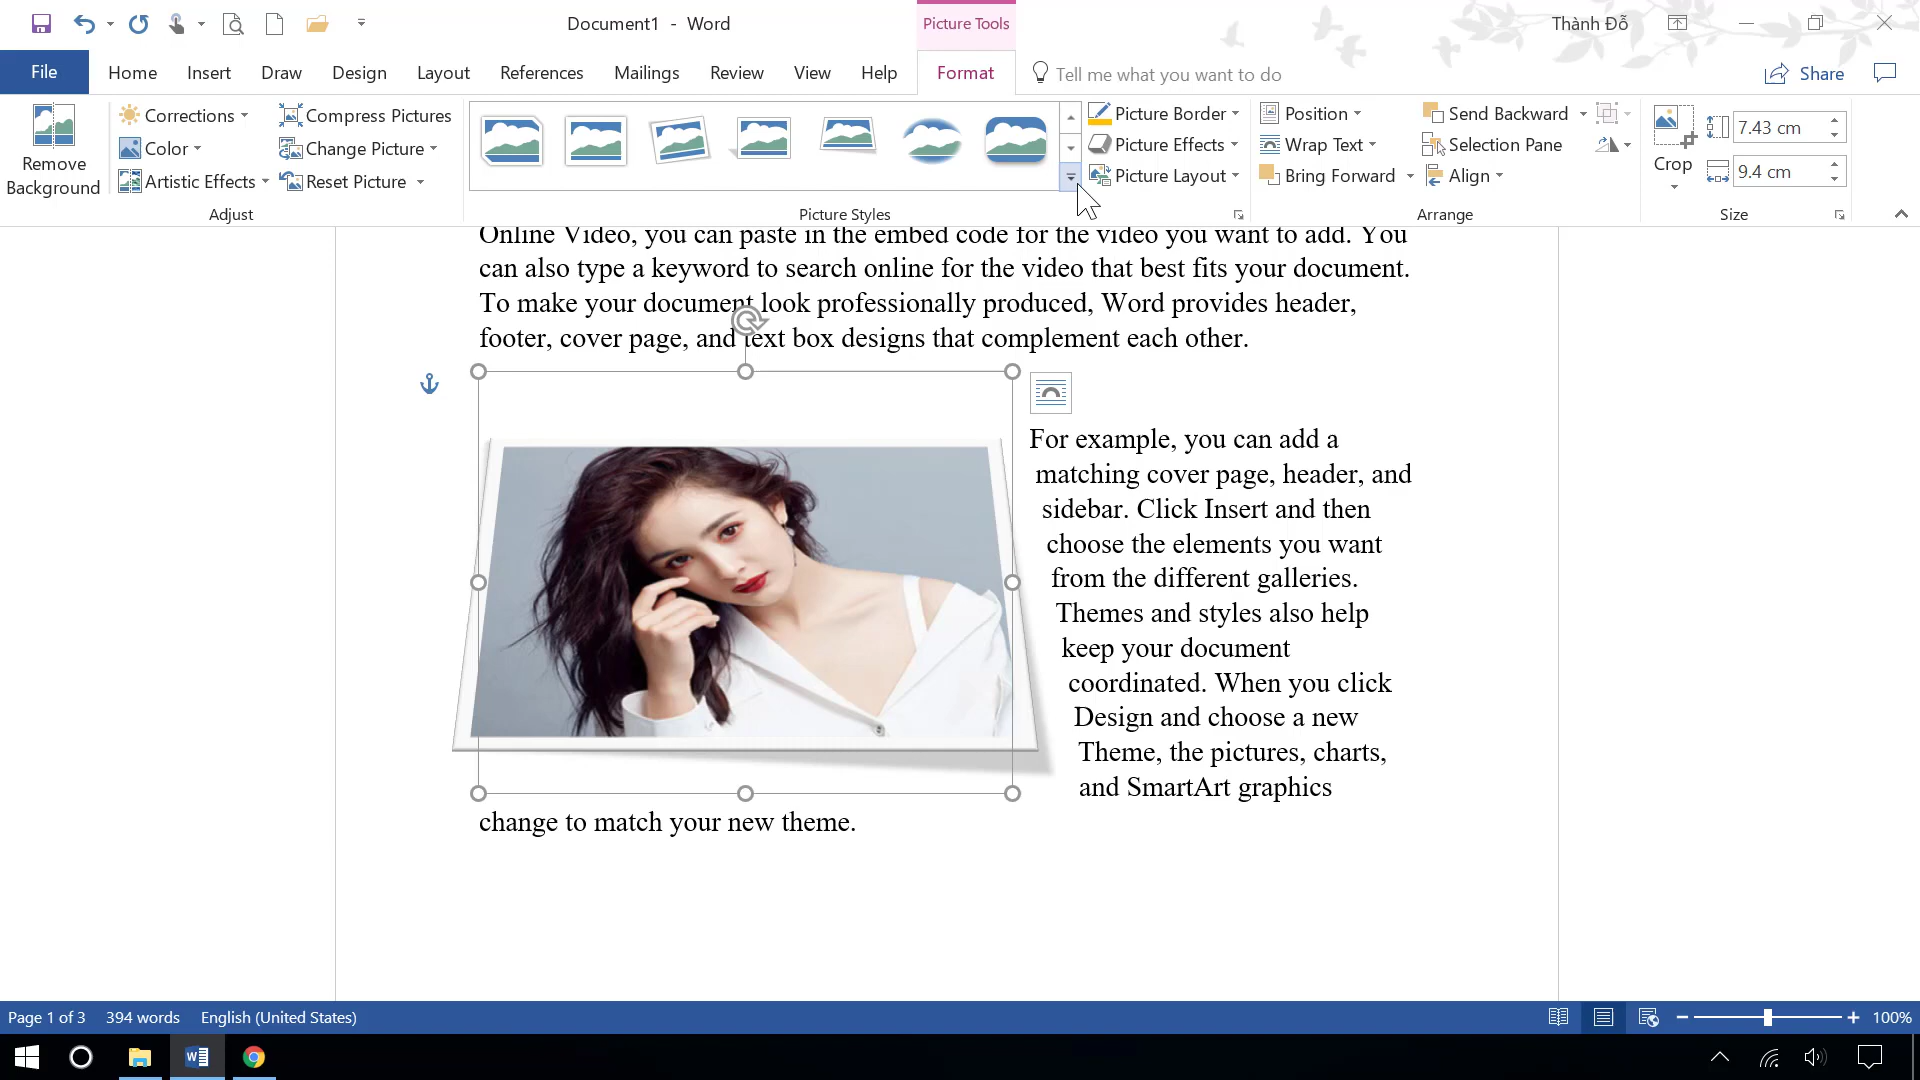 Document1 - Word
Picture Tools
Thành Đỗ
File
Home
Insert
Draw
Design
Layout
References
Mailings
Review
View
Help
Format
Tell me what you want to do
Share
Remove
Background
Corrections
Color
Artistic Effects
Compress Pictures
Change Picture
Reset Picture
Adjust
Picture Styles
Picture Border
Picture Effects
Picture Layout
Position
Wrap Text
Bring Forward
Send Backward
Selection Pane
Align
Arrange
Crop
7.43 cm
9.4 cm
Size
Online Video, you can paste in the embed code for the video you want to add. You
can also type a keyword to search online for the video that best fits your document.
To make your document look professionally produced, Word provides header,
footer, cover page, and text box designs that complement each other.
For example, you can add a
matching cover page, header, and
sidebar. Click Insert and then
choose the elements you want
from the different galleries.
Themes and styles also help
keep your document
coordinated. When you click
Design and choose a new
Theme, the pictures, charts,
and SmartArt graphics
change to match your new theme.
Page 1 of 3
394 words
English (United States)
100%